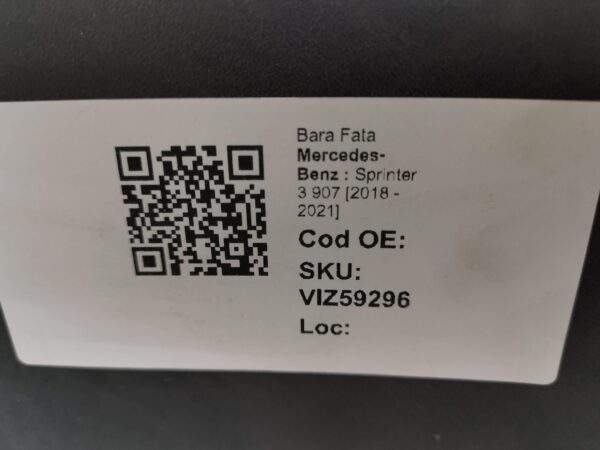 Bara Fata
Mercedes-
Benz : Sprinter
3 907 [2018 -
2021]
Cod OE:
SKU:
VIZ59296
Loc: